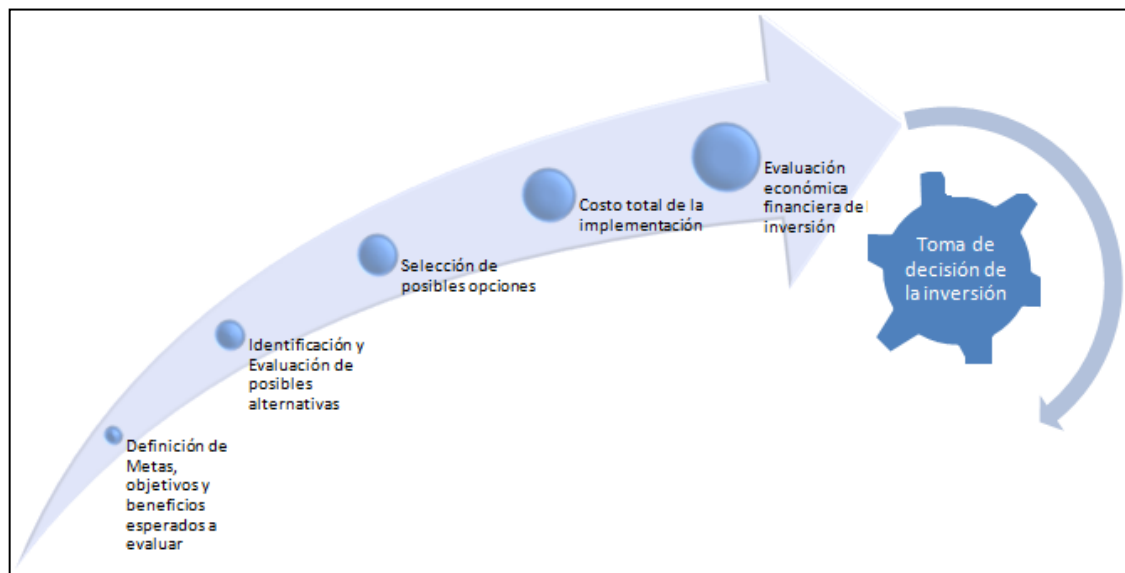 Definición de
Metas,
objetivos y
beneficios
esperados a
evaluar
Identificación y
Evaluación de
posibles
alternativas
Selección de
posibles opciones
Costo total de la
implementación
Evaluación
económica
financiera de
inversión
Toma de
decisión de
la inversión